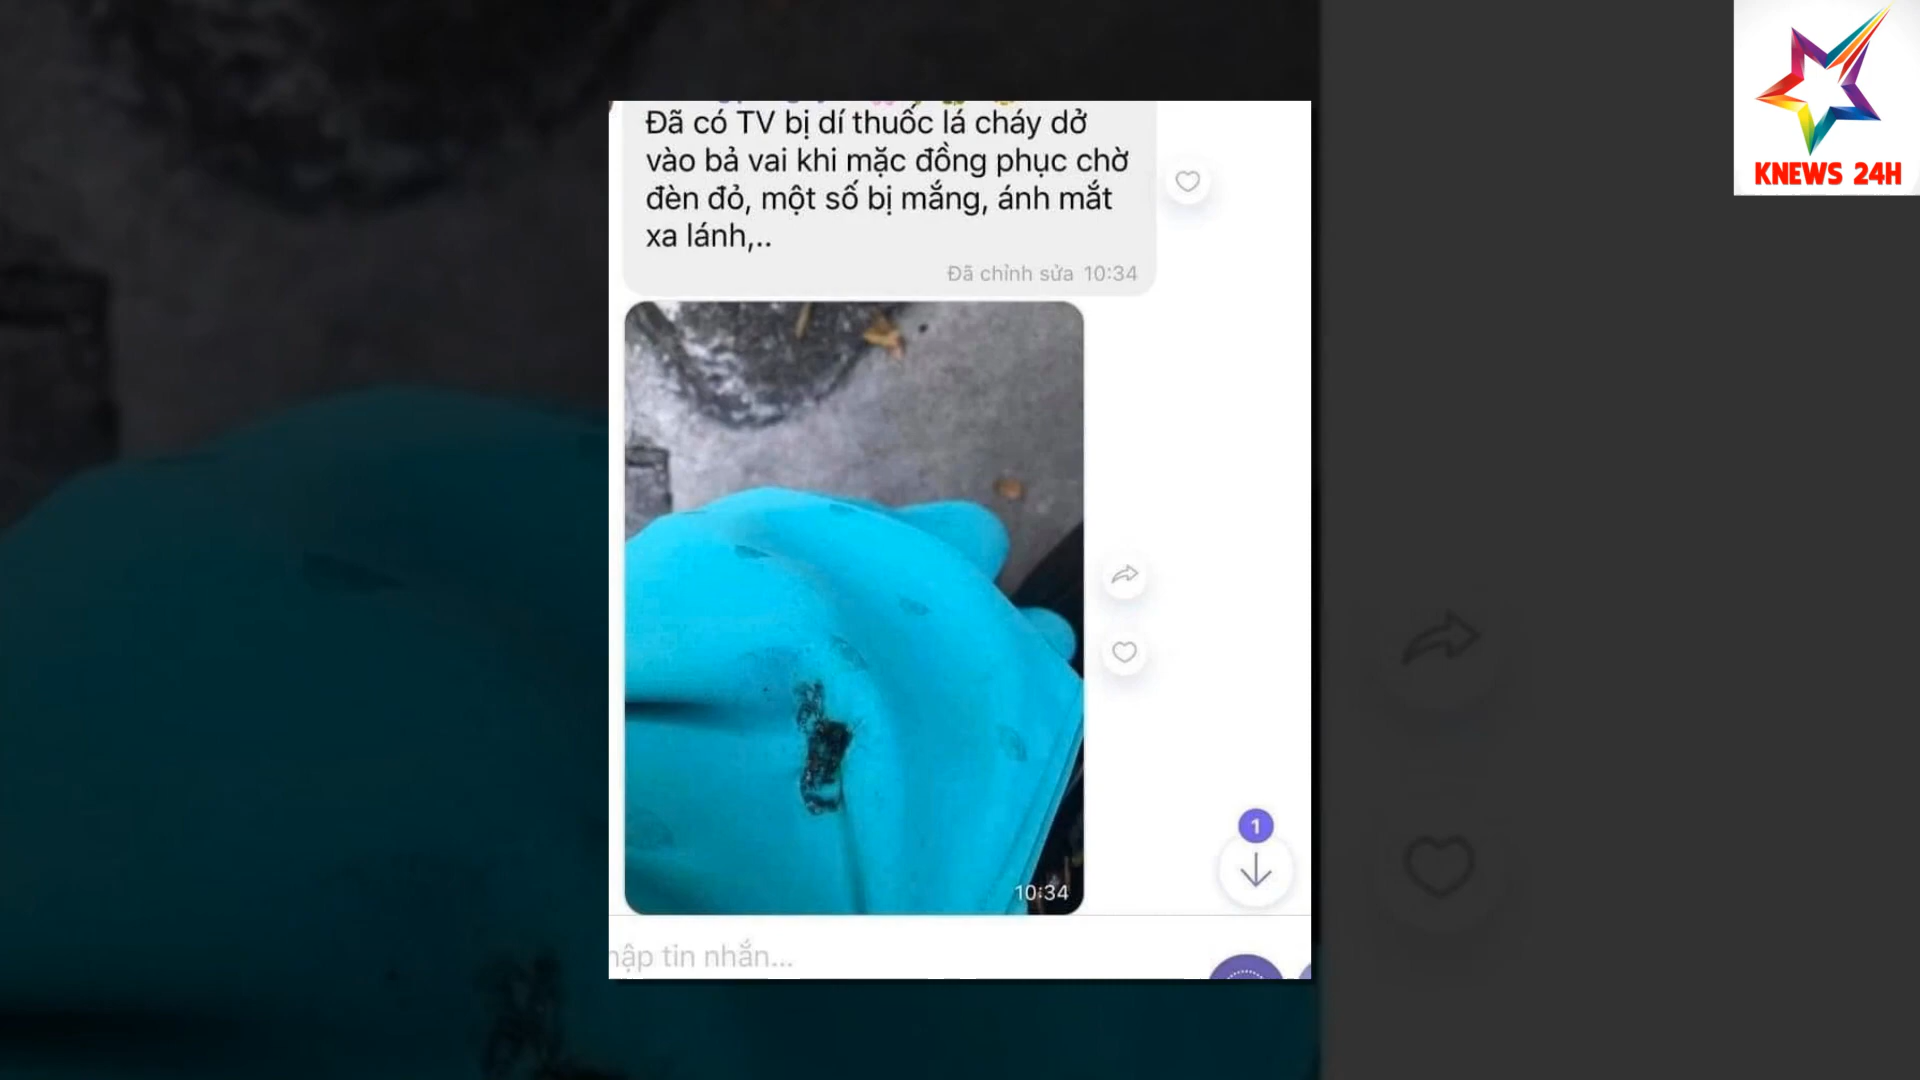 KNEWS 24H
Đã có TV bị dí thuốc lá cháy dở
vào bả vai khi mặc đồng phục chờ
đèn đỏ, một số bị mắng, ánh mắt
xa lánh,..
Đã chỉnh sửa 10:34
10:34
1
hập tin nhắn...